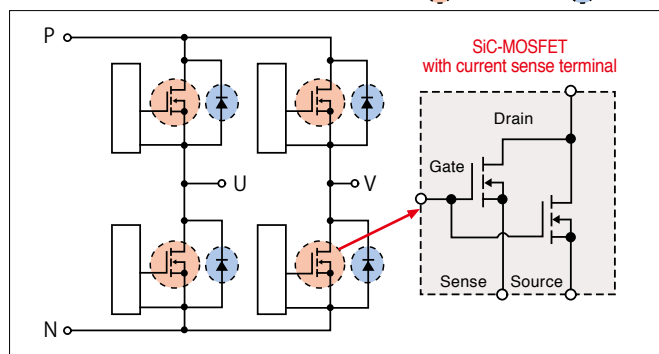 P
SiC-MOSFET
with current sense terminal
Drain
Gate
U
V
Sense
Source
N